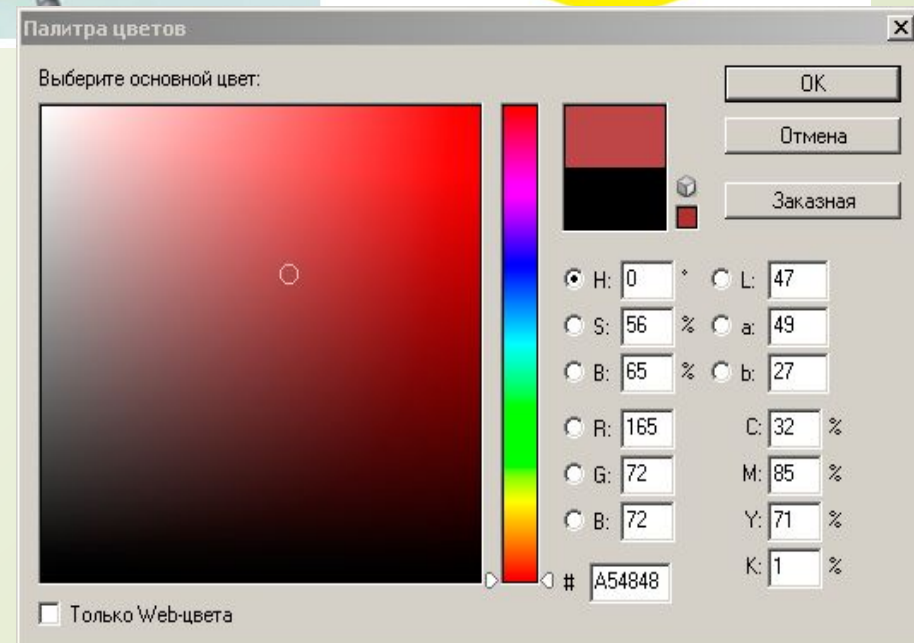 Палитра цветов
Выберите основной цвет:
OK
Отмена
Заказная
H: 0 ° L: 47
S: 56 % a: 49
B: 65 % b: 27
R: 165 C: 32 %
G: 72 M: 85 %
B: 72 Y: 71 %
# A54848 K: 1 %
Только Web-цвета